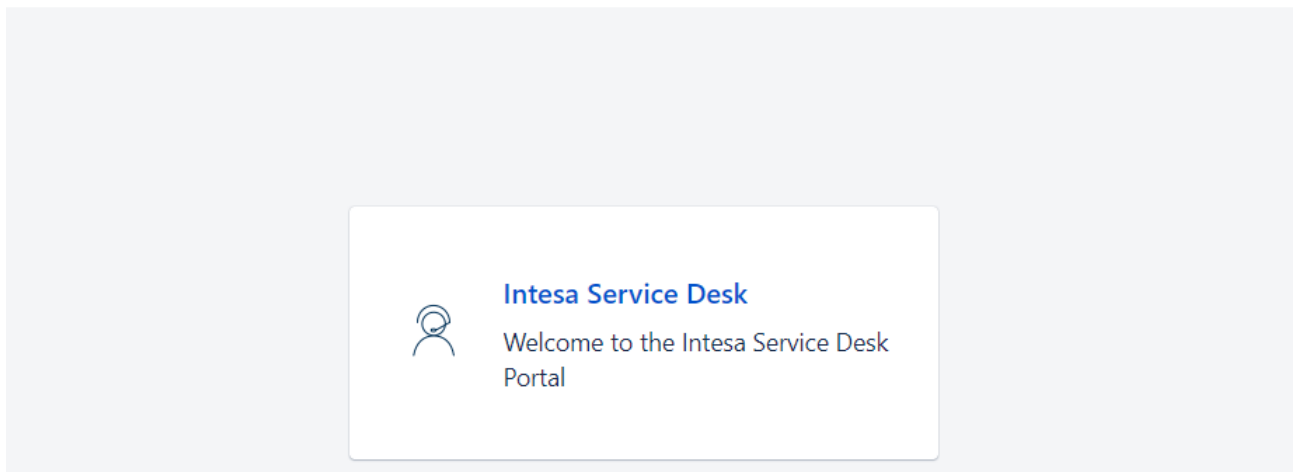 Intesa Service Desk
Welcome to the Intesa Service Desk
Portal